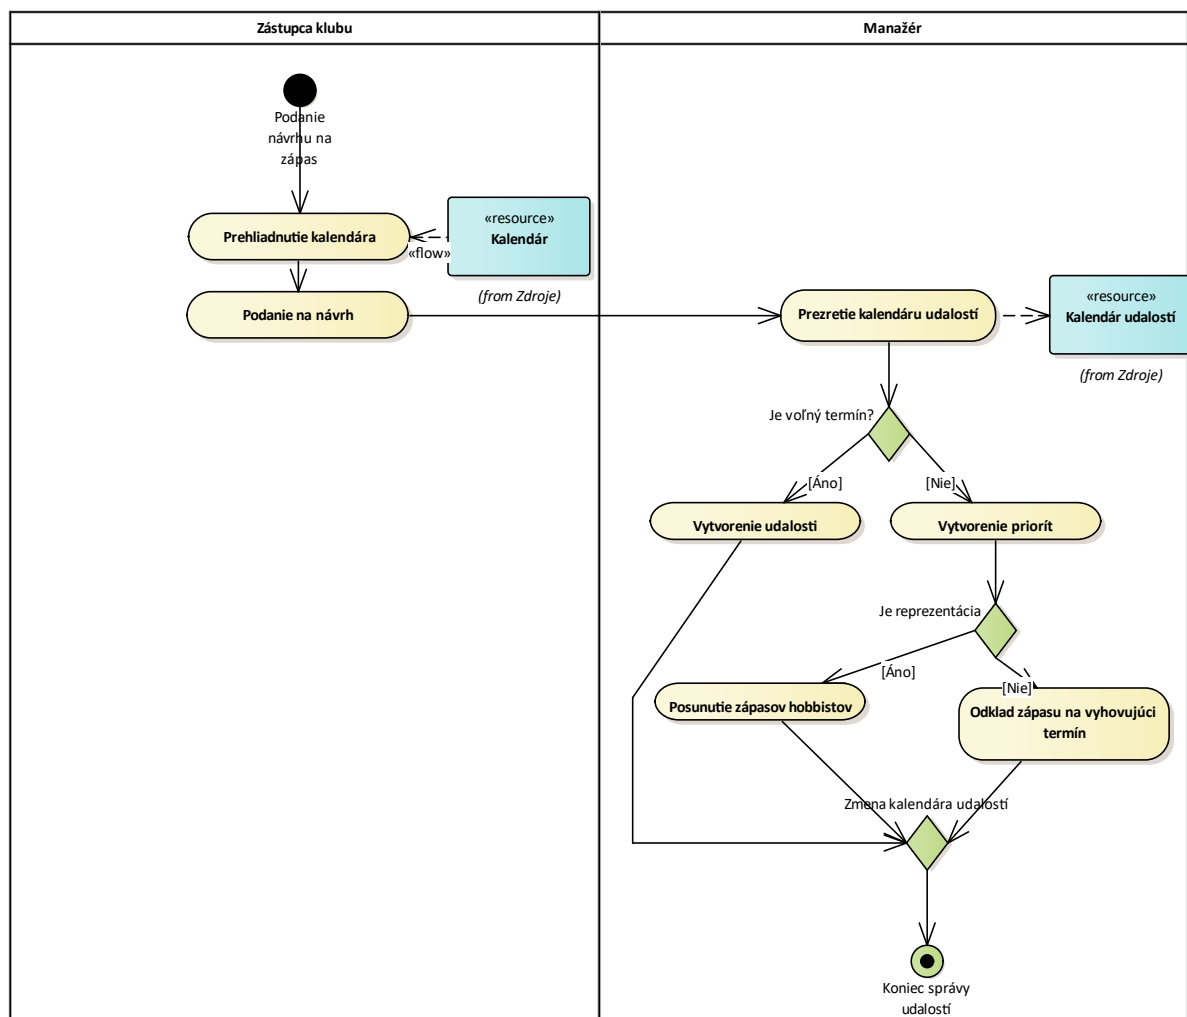 Zástupca klubu
Manažér
Podanie
návrhu na
zápas
Prehliadnutie kalendára
«flow»
«resource»
Kalendár
(from Zdroje)
Podanie na návrh
Prezretie kalendáru udalostí
«resource»
Kalendár udalostí
(from Zdroje)
Je voľný termín?
[Áno]
[Nie]
Vytvorenie udalosti
Vytvorenie priorít
Je reprezentácia
[Áno]
[Nie]
Posunutie zápasov hobbistov
Odklad zápasu na vyhovujúci
termín
Zmena kalendára udalostí
Koniec správy
udalostí